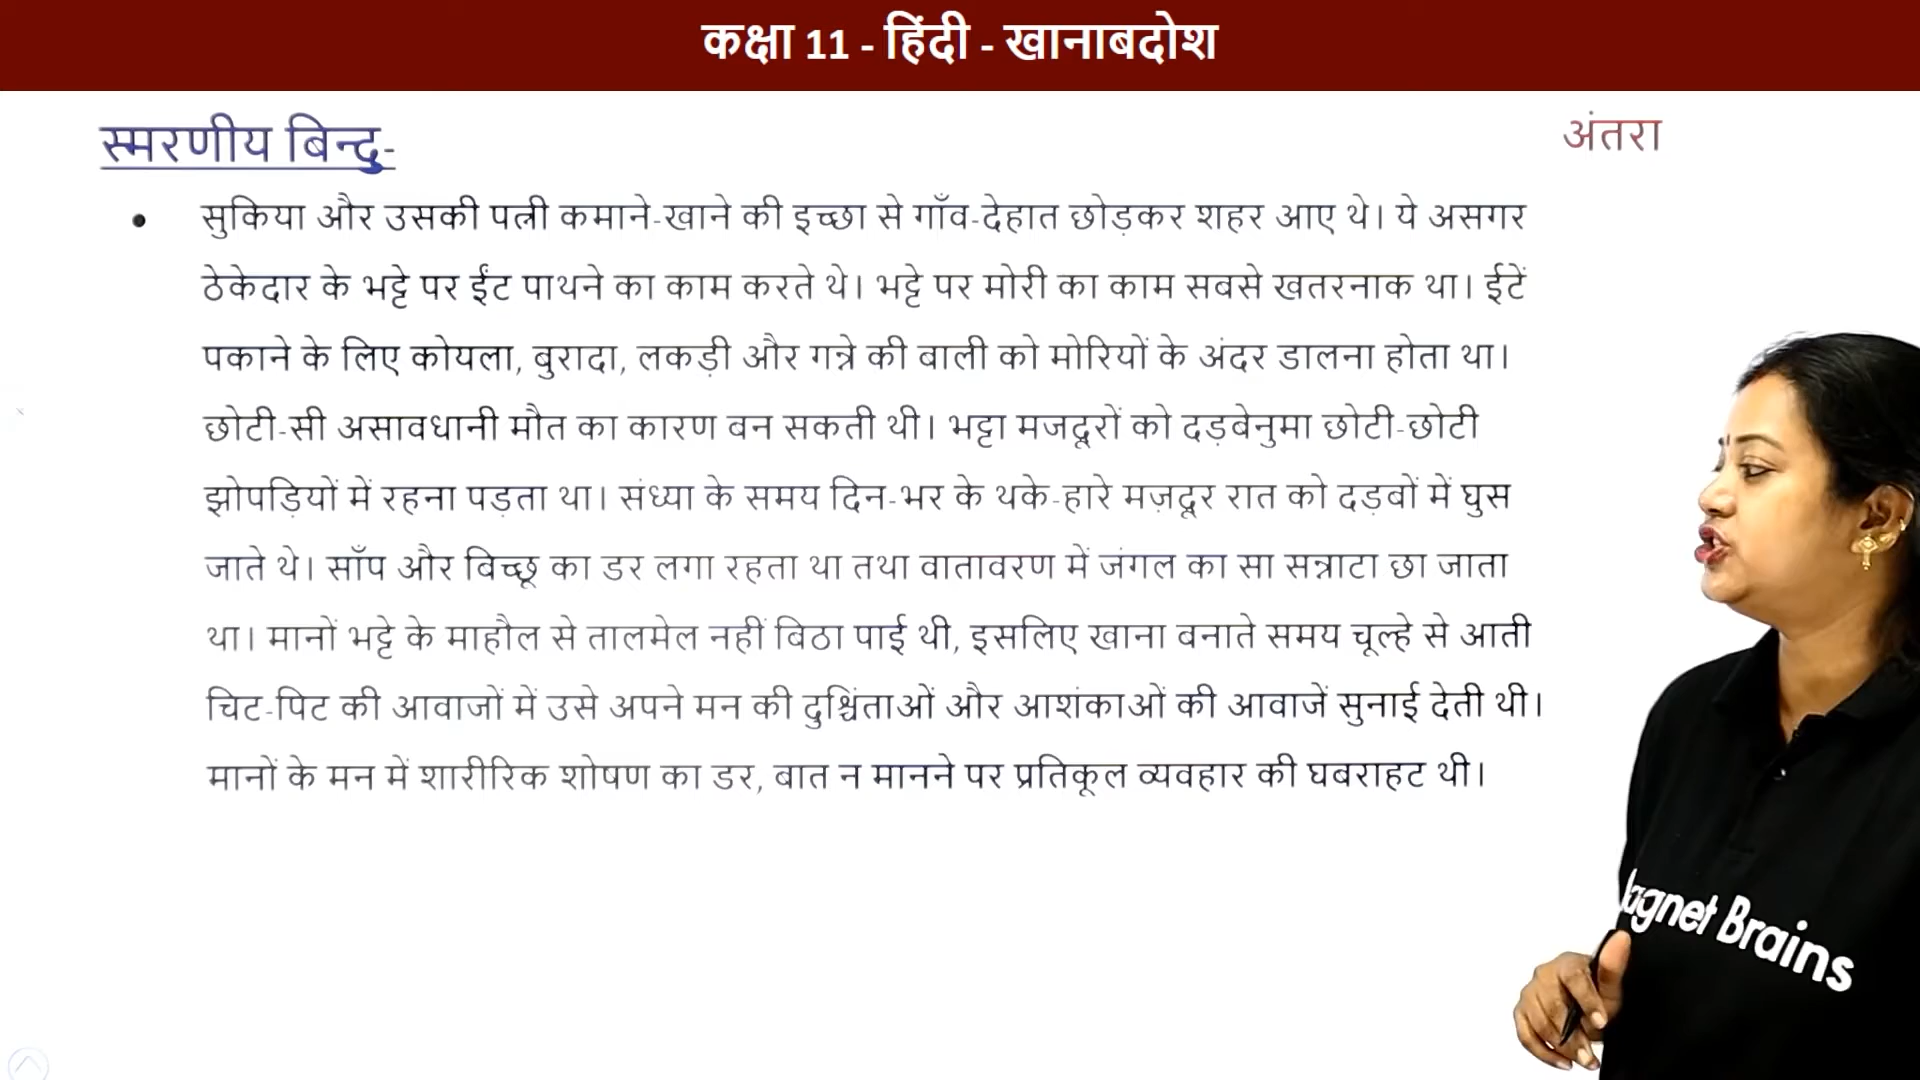 कक्षा 11 - हिंदी - खानाबदोश
स्मरणीय बिन्दु-
अंतरा
• सुकिया और उसकी पत्नी कमाने-खाने की इच्छा से गाँव-देहात छोड़कर शहर आए थे। ये असगर
ठेकेदार के भट्टे पर ईंट पाथने का काम करते थे। भट्टे पर मोरी का काम सबसे खतरनाक था। ईटें
पकाने के लिए कोयला, बुरादा, लकड़ी और गन्ने की बाली को मोरियों के अंदर डालना होता था।
छोटी-सी असावधानी मौत का कारण बन सकती थी। भट्टा मजदूरों को दड़बेनुमा छोटी-छोटी
झोपड़ियों में रहना पड़ता था। संध्या के समय दिन-भर के थके-हारे मज़दूर रात को दड़बों में घुस
जाते थे। साँप और बिच्छू का डर लगा रहता था तथा वातावरण में जंगल का सा सन्नाटा छा जाता
था। मानों भट्टे के माहौल से तालमेल नहीं बिठा पाई थी, इसलिए खाना बनाते समय चूल्हे से आती
चिट-पिट की आवाजों में उसे अपने मन की दुश्चिंताओं और आशंकाओं की आवाजें सुनाई देती थी।
मानों के मन में शारीरिक शोषण का डर, बात न मानने पर प्रतिकूल व्यवहार की घबराहट थी।
agnet Brains